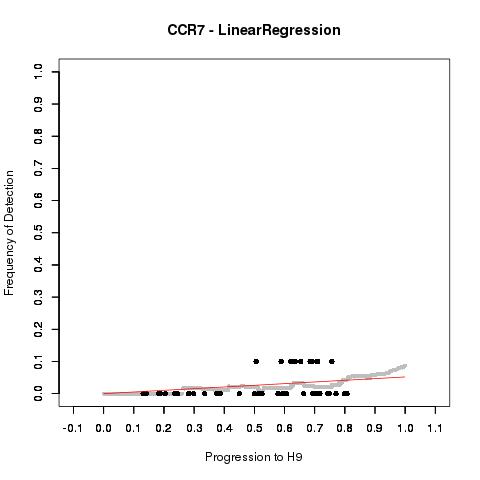 CCR7 - LinearRegression
1.0
0.9
0.8
0.7
0.6
0.5
0.4
0.3
0.2
0.1
0.0
Frequency of Detection
-0.1 0.0 0.1 0.2 0.3 0.4 0.5 0.6 0.7 0.8 0.9 1.0 1.1
Progression to H9